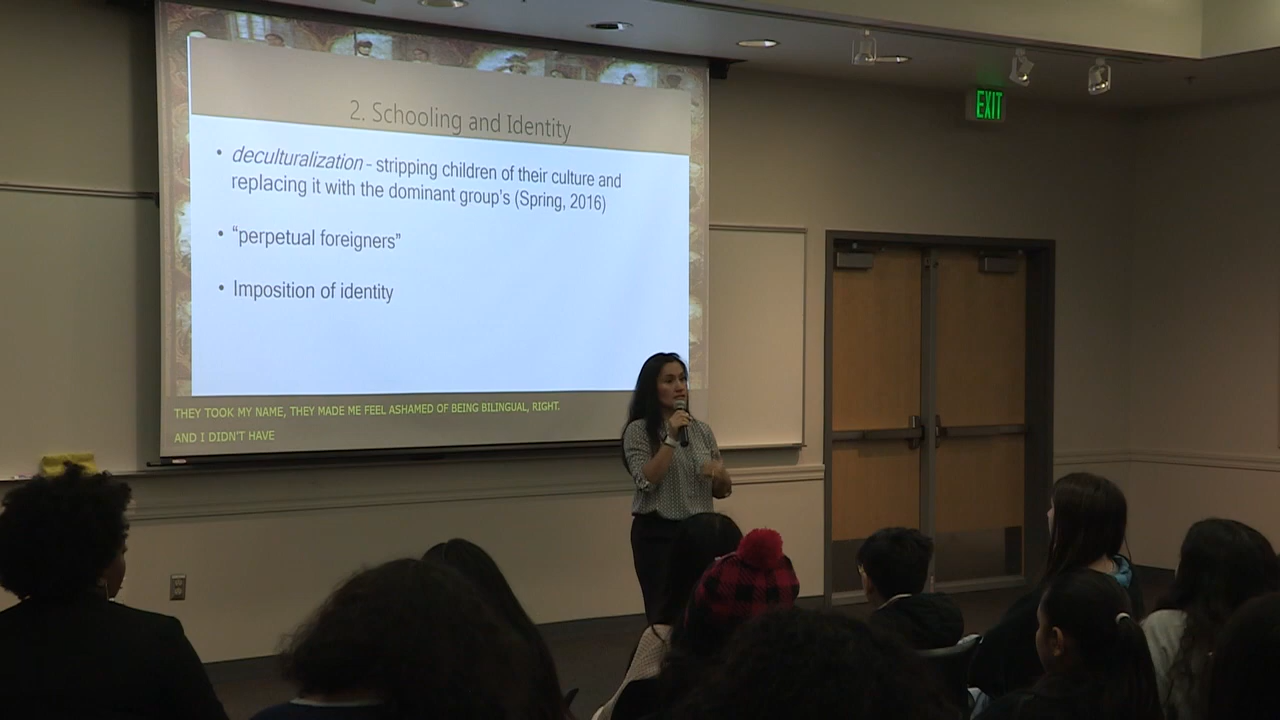 2. Schooling and Identity
• deculturalization - stripping children of their culture and
replacing it with the dominant group's (Spring, 2016)
• "perpetual foreigners"
• Imposition of identity
THEY TOOK MY NAME, THEY MADE ME FEEL ASHAMED OF BEING BILINGUAL, RIGHT.
AND I DIDN'T HAVE
EXIT